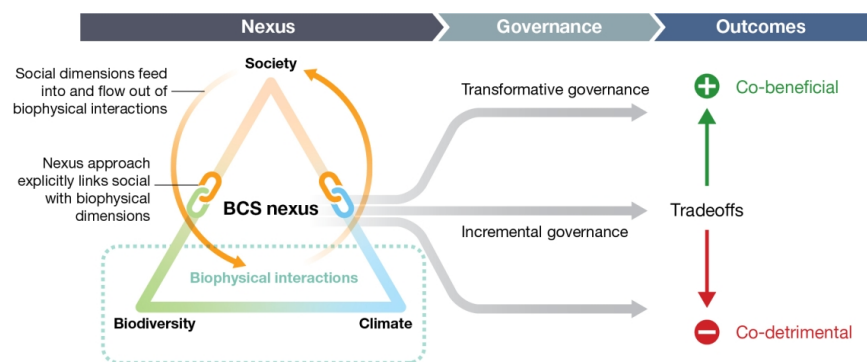 Nexus
Governance
Outcomes
Society
Social dimensions feed
into and flow out of
biophysical interactions
Nexus approach
explicitly links social
with biophysical
dimensions
BCS nexus
Biophysical interactions
Biodiversity
Climate
Transformative governance
Incremental governance
Co-beneficial
Tradeoffs
Co-detrimental